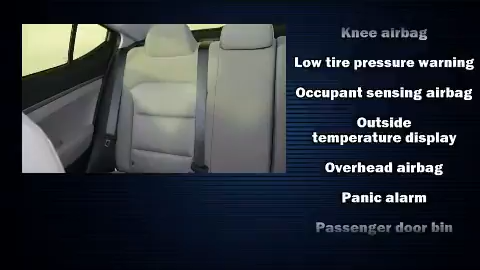 Knee airbag
Low tire pressure warning
Occupant sensing airbag
Outside
temperature display
Overhead airbag
Panic alarm
Passenger door bin